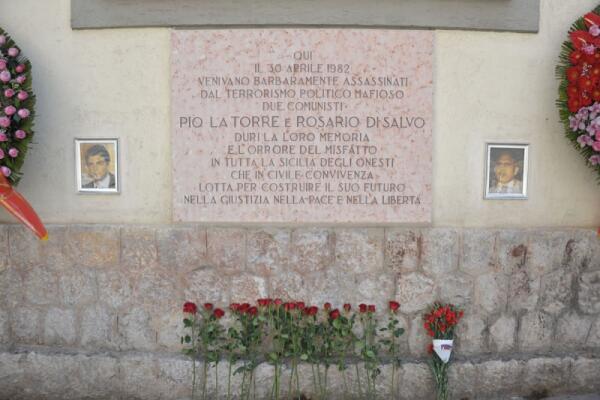 QUI
IL 30 APRILE 1982
VENIVANO BARBARAMENTE ASSASSINATI
DAL TERRORISMO POLITICO MAFIOSO
DUE COMUNISTI
PIO LA TORRE E ROSARIO DI SALVO
DURI LA LORO MEMORIA
E L'ORRORE DEL MISFATTO
IN TUTTA LA SICILIA DEGLI ONESTI
CHE IN CIVILE CONVIVENZA
LOTTA PER COSTRUIRE IL SUO FUTURO
NELLA GIUSTIZIA NELLA PACE E NELLA LIBERTÀ